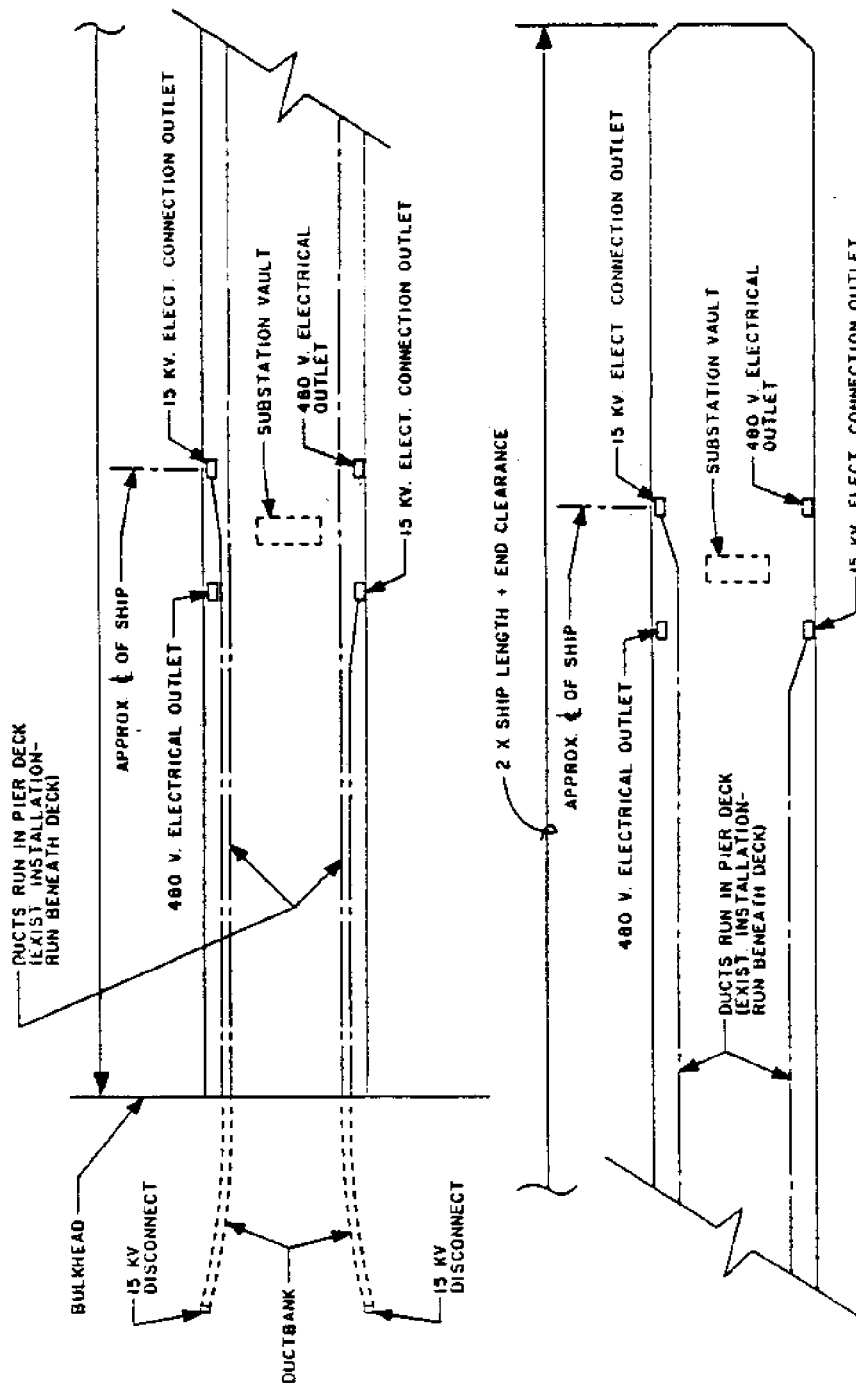 BULKHEAD
15 KV
DISCONNECT
DUCTBANK
15 KV
DISCONNECT
DUCTS RUN IN PIER DECK
(EXIST. INSTALLATION-
RUN BENEATH DECK)
APPROX ℄ OF SHIP
480 V. ELECTRICAL OUTLET
15 KV. ELECT. CONNECTION OUTLET
SUBSTATION VAULT
480 V. ELECTRICAL
OUTLET
15 KV. ELECT. CONNECTION OUTLET
2 X SHIP LENGTH + END CLEARANCE
APPROX ℄ OF SHIP
480 V. ELECTRICAL OUTLET
DUCTS RUN IN PIER DECK
(EXIST. INSTALLATION-
RUN BENEATH DECK)
15 KV. ELECT CONNECTION OUTLET
SUBSTATION VAULT
480 V. ELECTRICAL
OUTLET
15 KV. ELECT. CONNECTION OUTLET